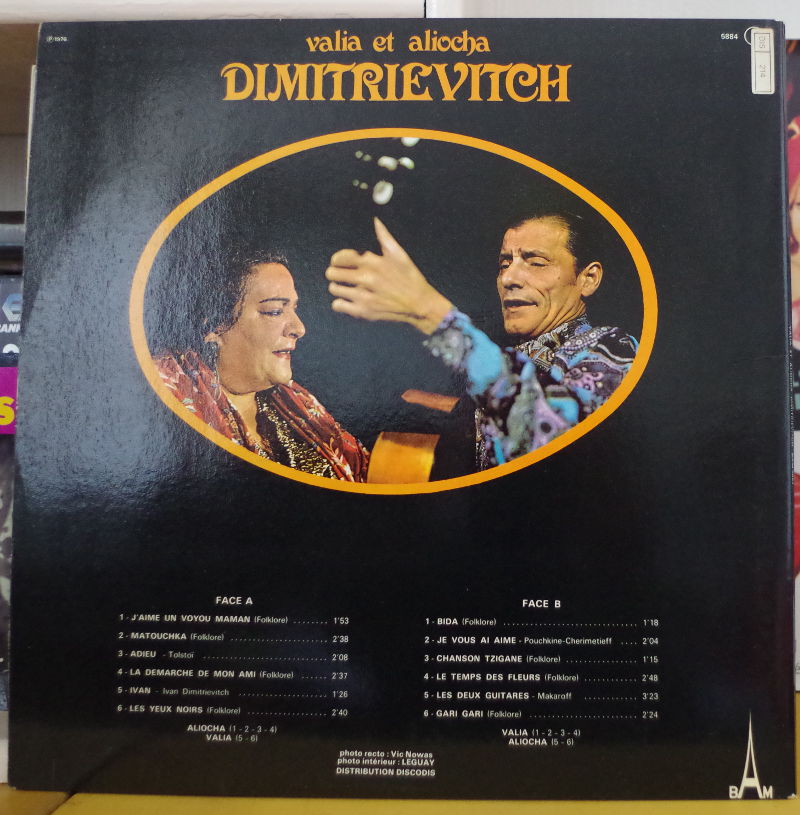 ℗ 1976
valia et aliocha
5884
DIS
214
DIMITRIEVITCH
FACE A
1 - J'AIME UN VOYOU MAMAN (Folklore) ....... 1'53
2 - MATOUCHKA (Folklore) .................... 2'38
3 - ADIEU - Tolstoï .......................... 2'08
4 - LA DEMARCHE DE MON AMI (Folklore) ..... 2'37
5 - IVAN - Ivan Dimitrievitch .................. 1'26
6 - LES YEUX NOIRS (Folklore) ................ 2'40
ALIOCHA (1 - 2 - 3 - 4)
VALIA (5 - 6)
FACE B
1 - BIDA (Folklore) ............................ 1'18
2 - JE VOUS AI AIME - Pouchkine-Cherimetieff .... 2'04
3 - CHANSON TZIGANE (Folklore) ............... 1'15
4 - LE TEMPS DES FLEURS (Folklore) ........... 2'48
5 - LES DEUX GUITARES - Makaroff ............ 3'23
6 - GARI GARI (Folklore) ...................... 2'24
VALIA (1 - 2 - 3 - 4)
ALIOCHA (5 - 6)
photo recto : Vic Nowas
photo intérieur : LEGUAY
DISTRIBUTION DISCODIS
BAM